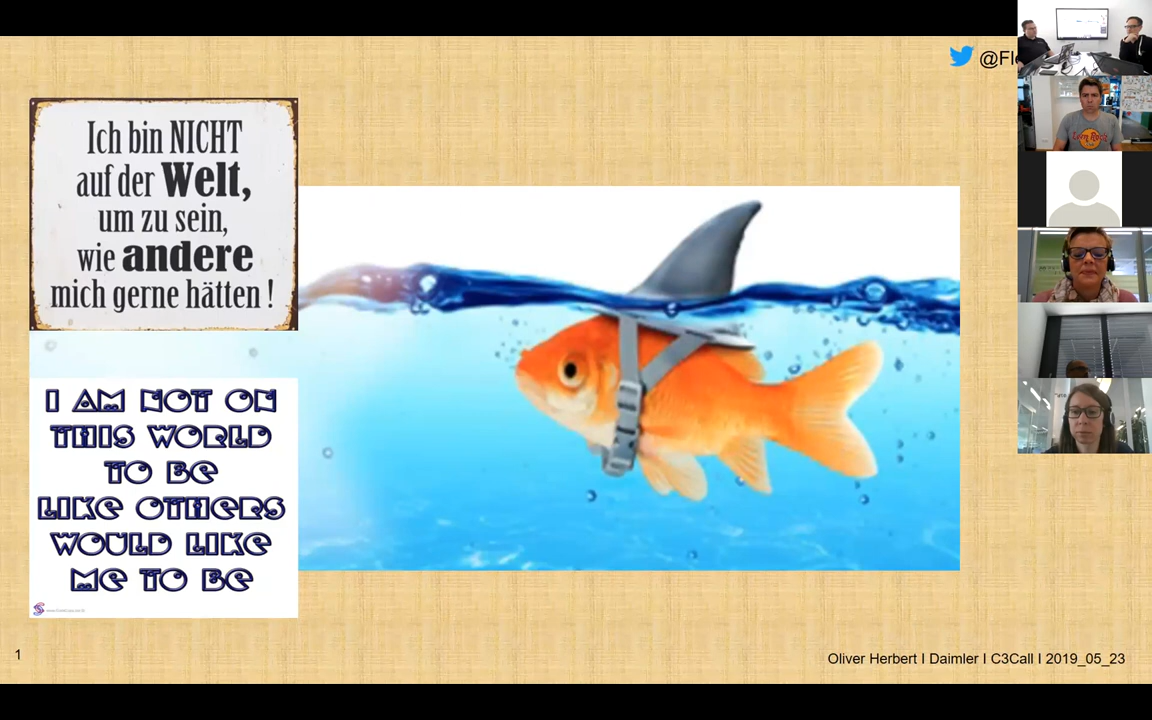 @Fl
Ich bin NICHT
auf der Welt,
um zu sein,
wie andere
mich gerne hätten !
I AM NOT ON
THIS WORLD
TO BE
LIKE OTHERS
WOULD LIKE
ME TO BE
1
Oliver Herbert I Daimler I C3Call I 2019_05_23